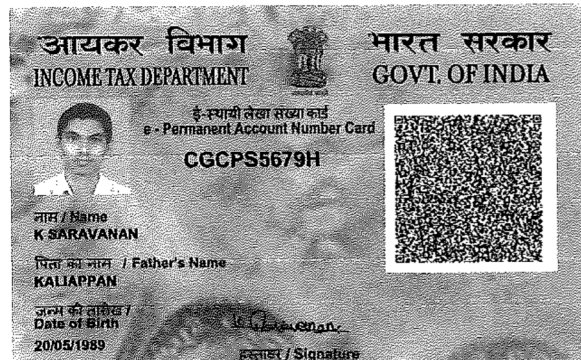 आयकर विभाग
INCOME TAX DEPARTMENT
भारत सरकार
GOVT. OF INDIA
ई-स्थायी लेखा संख्या कार्ड
e - Permanent Account Number Card
CGCPS5679H
नाम / Name
K SARAVANAN
पिता का नाम / Father's Name
KALIAPPAN
जन्म की तारीख /
Date of Birth
20/05/1989
K. Saravanan
हस्ताक्षर / Signature